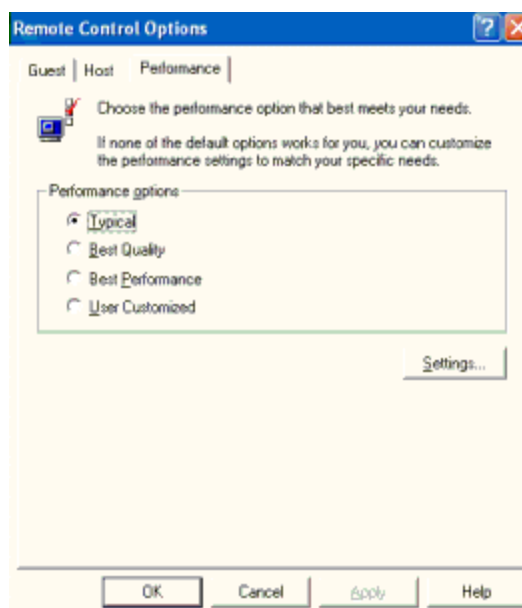 Remote Control Options
Guest Host Performance
Choose the performance option that best meets your needs.
If none of the default options works for you, you can customize
the performance settings to match your specific needs.
Performance options
Typical
Best Quality
Best Performance
User Customized
Settings...
OK Cancel Apply Help